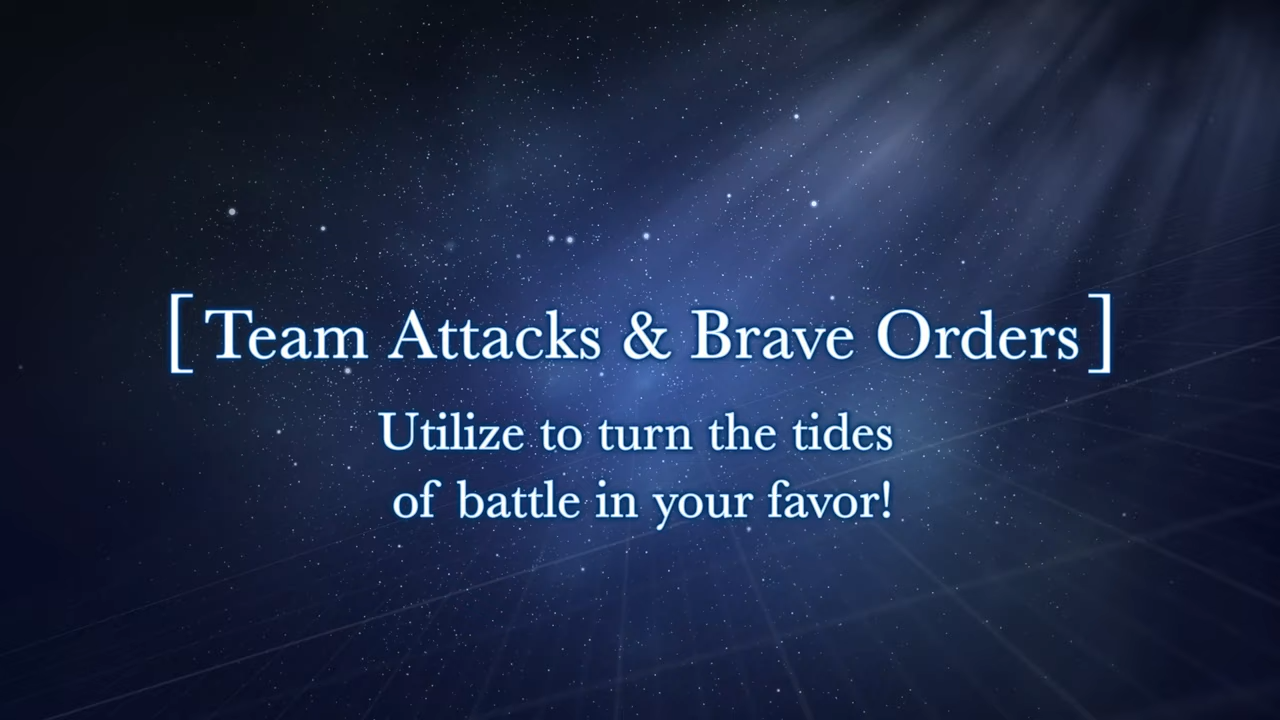 [Team Attacks & Brave Orders]
Utilize to turn the tides
of battle in your favor!